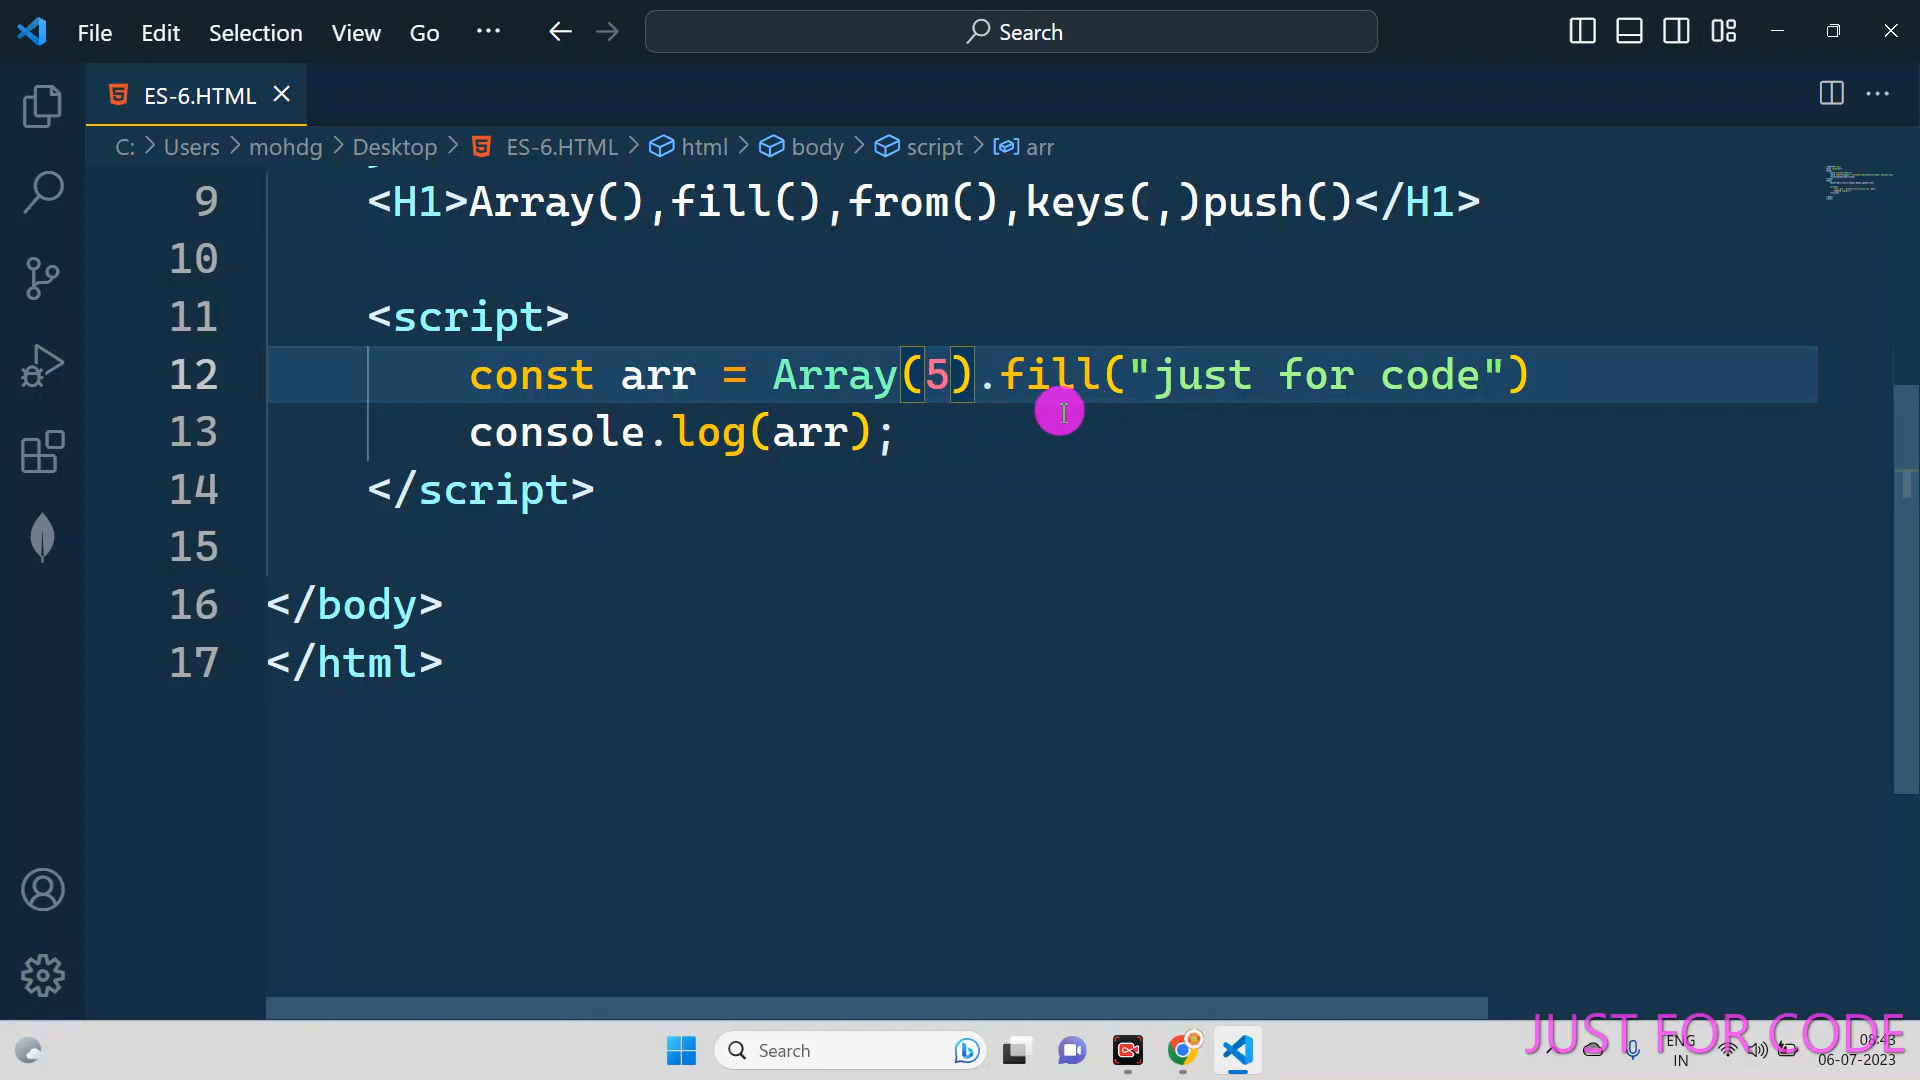 File Edit Selection View Go ··· Search
ES-6.HTML
C: > Users > mohdg > Desktop > ES-6.HTML > html > body > script > arr
9 <H1>Array(),fill(),from(),keys(,)push()</H1>
10
11 <script>
12 const arr = Array(5).fill("just for code")
13 console.log(arr);
14 </script>
15
16 </body>
17 </html>
Search
JUST FOR CODE
ENG
IN
08:43
06-07-2023